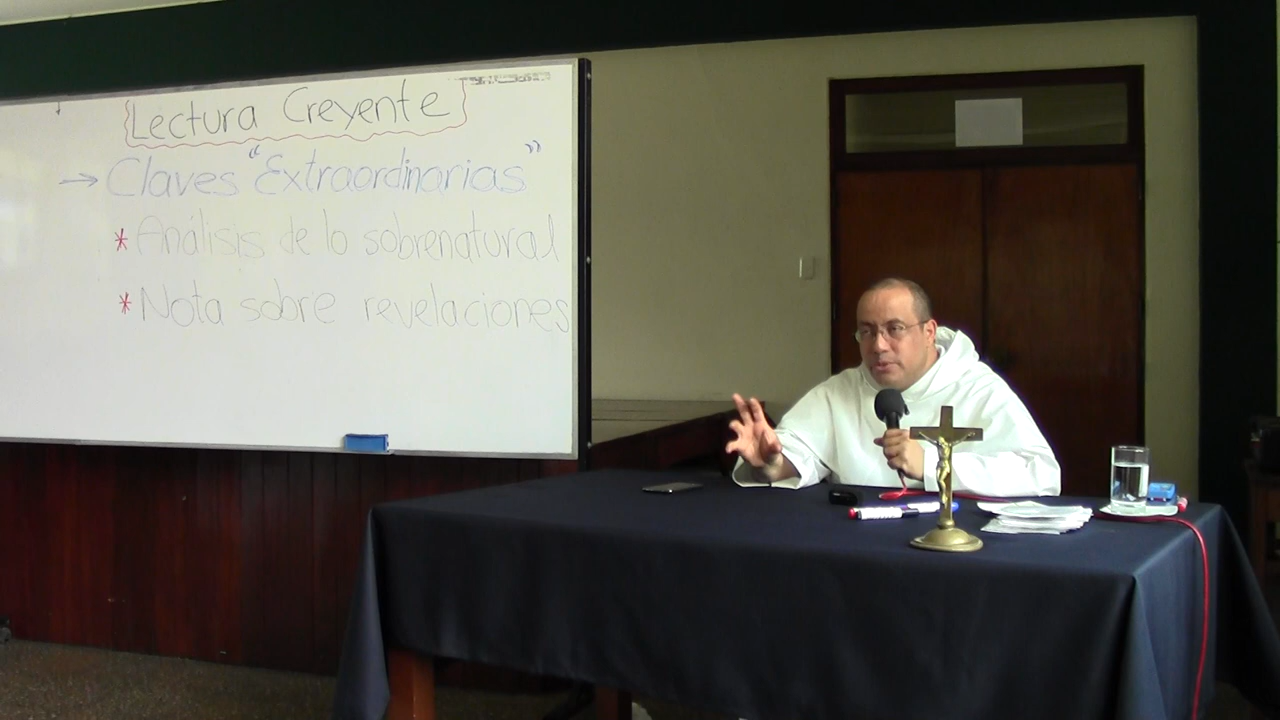 Lectura Creyente
→ Claves "Extraordinarias"
* Análisis de lo sobrenatural
* Nota sobre revelaciones